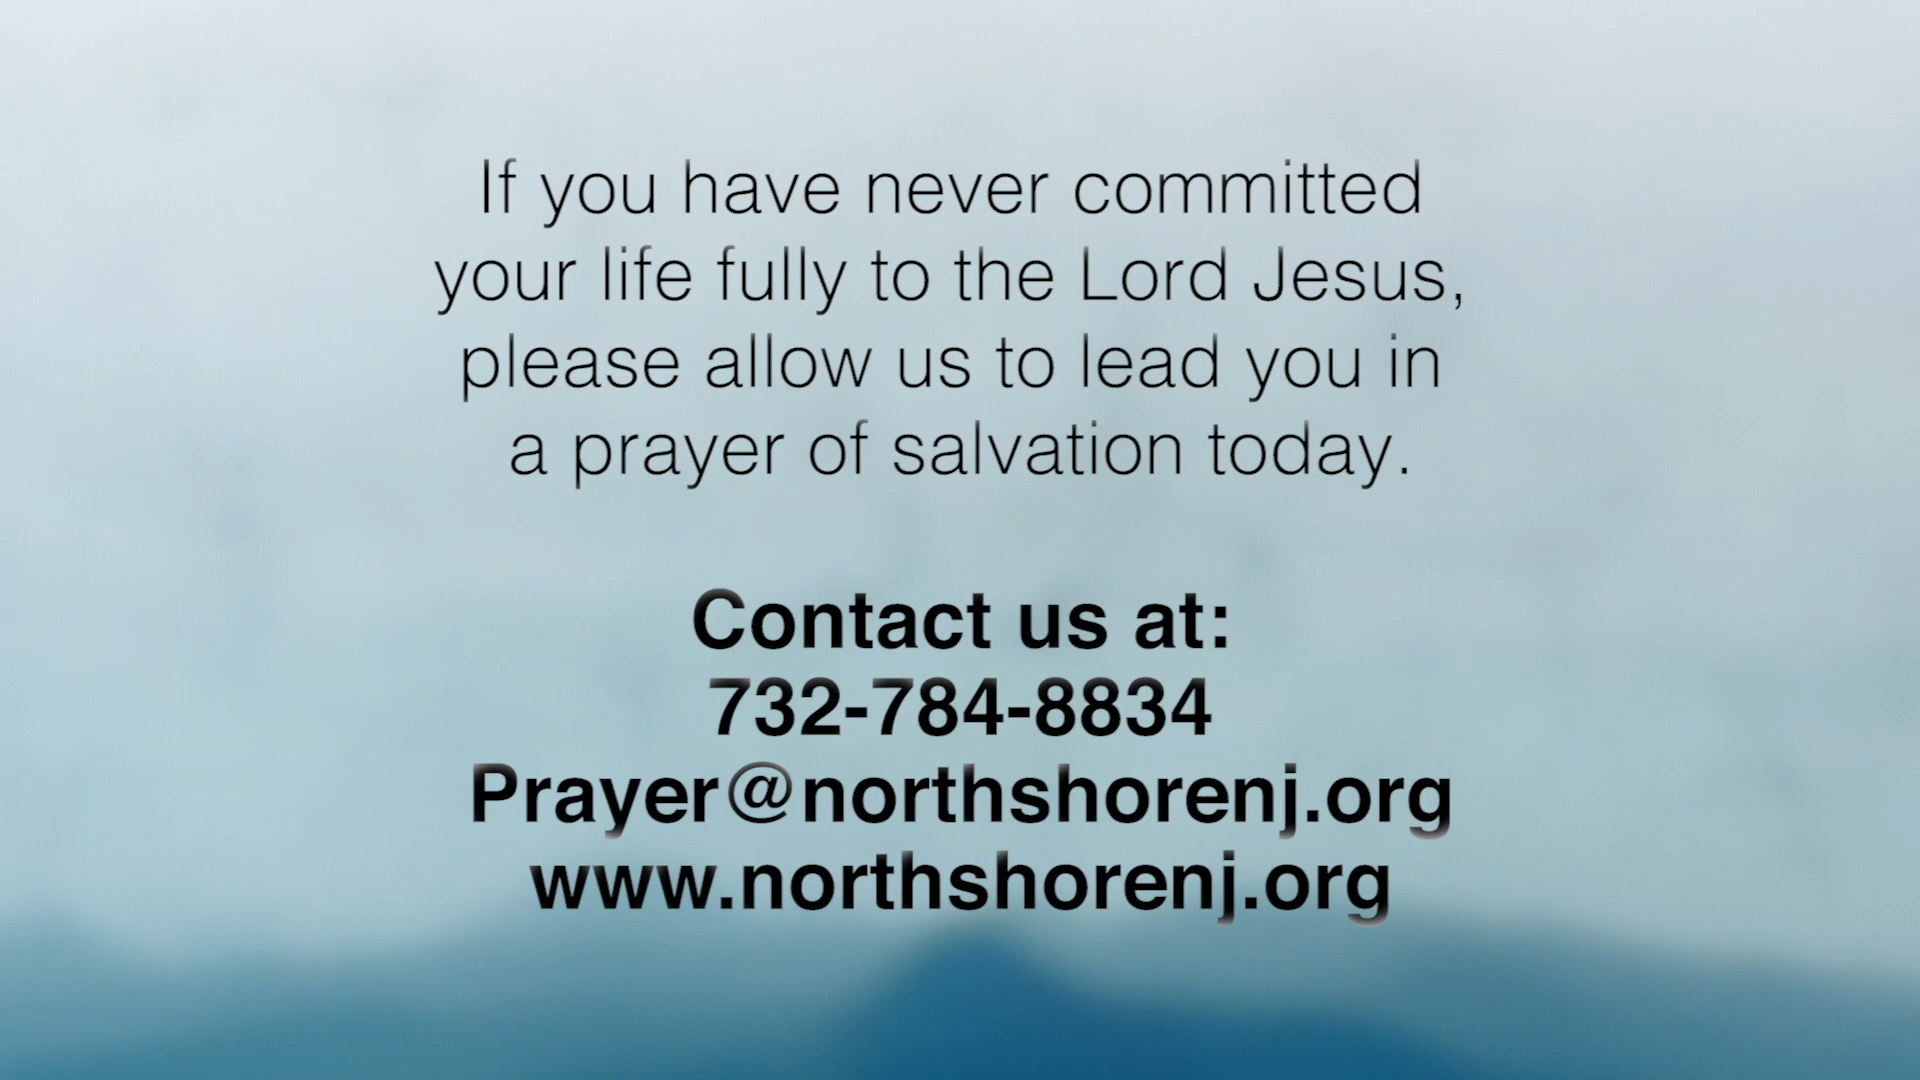 If you have never committed
your life fully to the Lord Jesus,
please allow us to lead you in
a prayer of salvation today.
Contact us at:
732-784-8834
Prayer@northshorenj.org
www.northshorenj.org